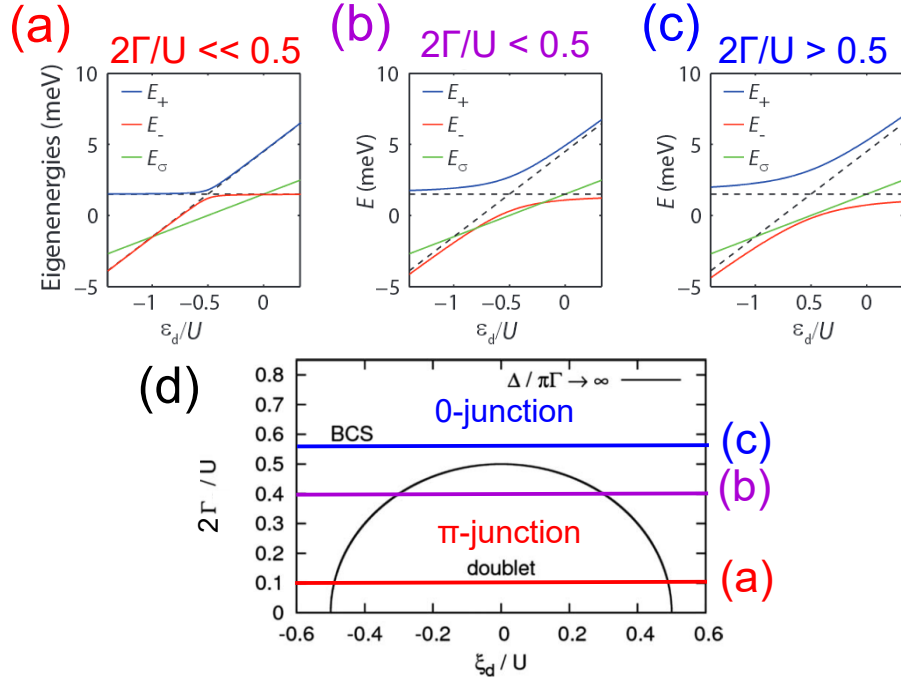 (a)
2Γ/U << 0.5
(b)
2Γ/U < 0.5
(c)
2Γ/U > 0.5
Eigenenergies (meV)
10
5
0
−5
E₊
E₋
Eσ
−1
−0.5
0
εd/U
E (meV)
10
5
0
−5
E₊
E₋
Eσ
−1
−0.5
0
εd/U
E (meV)
10
5
0
−5
E₊
E₋
Eσ
−1
−0.5
0
εd/U
(d)
2Γ / U
0.8
0.7
0.6
0.5
0.4
0.3
0.2
0.1
0
Δ / πΓ → ∞
0-junction
BCS
π-junction
doublet
(c)
(b)
(a)
-0.6
-0.4
-0.2
0
0.2
0.4
0.6
ξd / U